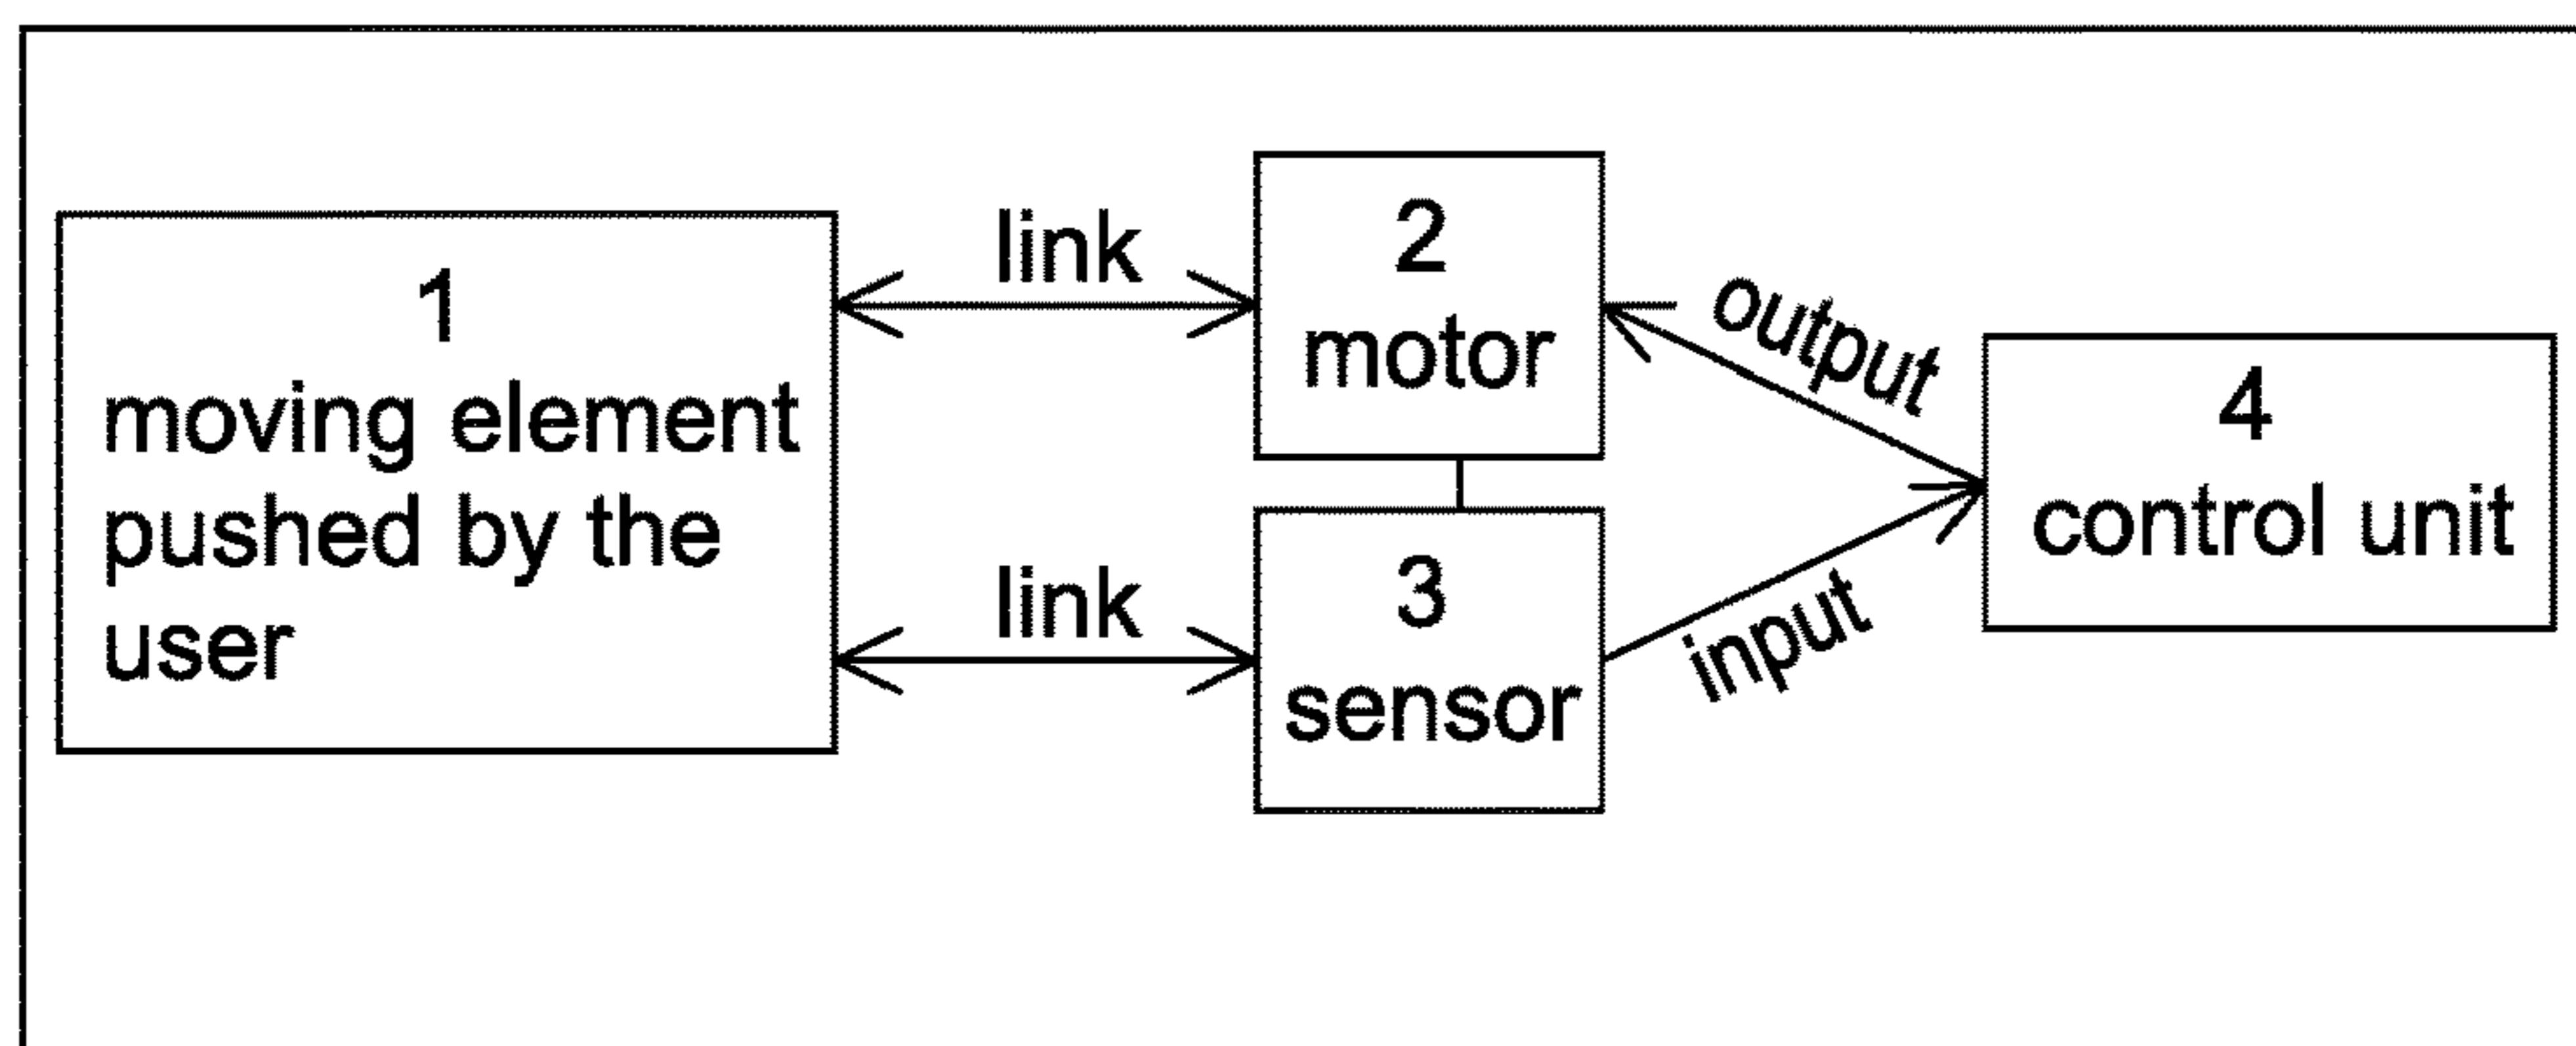 1
moving element
pushed by the
user
link
link
2
motor
3
sensor
output
input
4
control unit